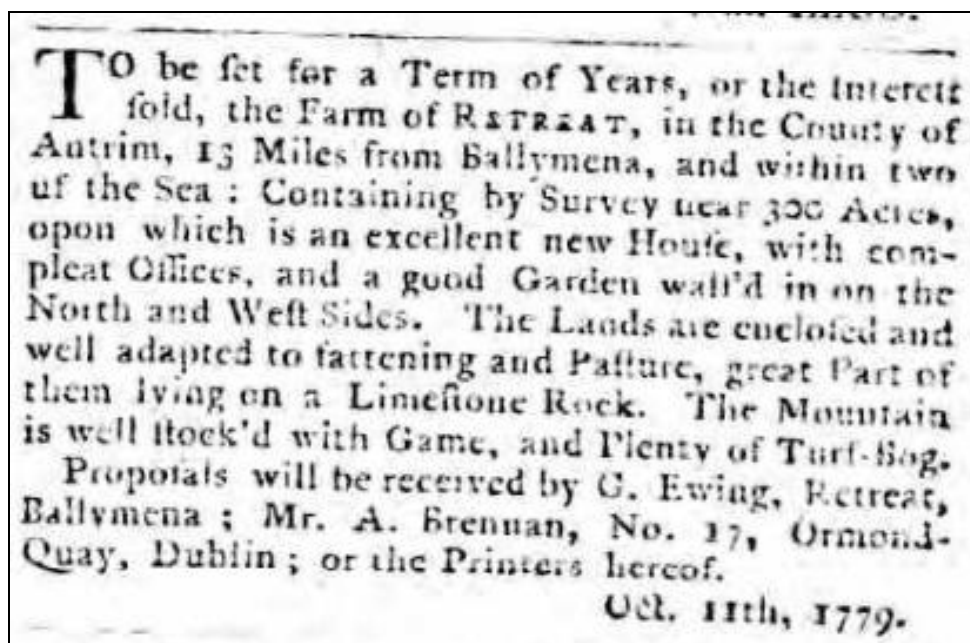 TO be ſet for a Term of Years, or the Intereſt
ſold, the Farm of RETREAT, in the County of
Antrim, 15 Miles from Ballymena, and within two
of the Sea : Containing by Survey near 300 Acres,
opon which is an excellent new Houſe, with com-
pleat Offices, and a good Garden wall'd in on the
North and Weſt Sides. The Lands are encloſed and
well adapted to fattening and Paſture, great Part of
them lying on a Limeſtone Rock. The Mountain
is well ſtock'd with Game, and Plenty of Turf-Bog.
Propoſals will be received by G. Ewing, Retreat,
Ballymena ; Mr. A. Brennan, No. 17, Ormond-
Quay, Dublin ; or the Printers hereof.
Oct. 11th, 1779.